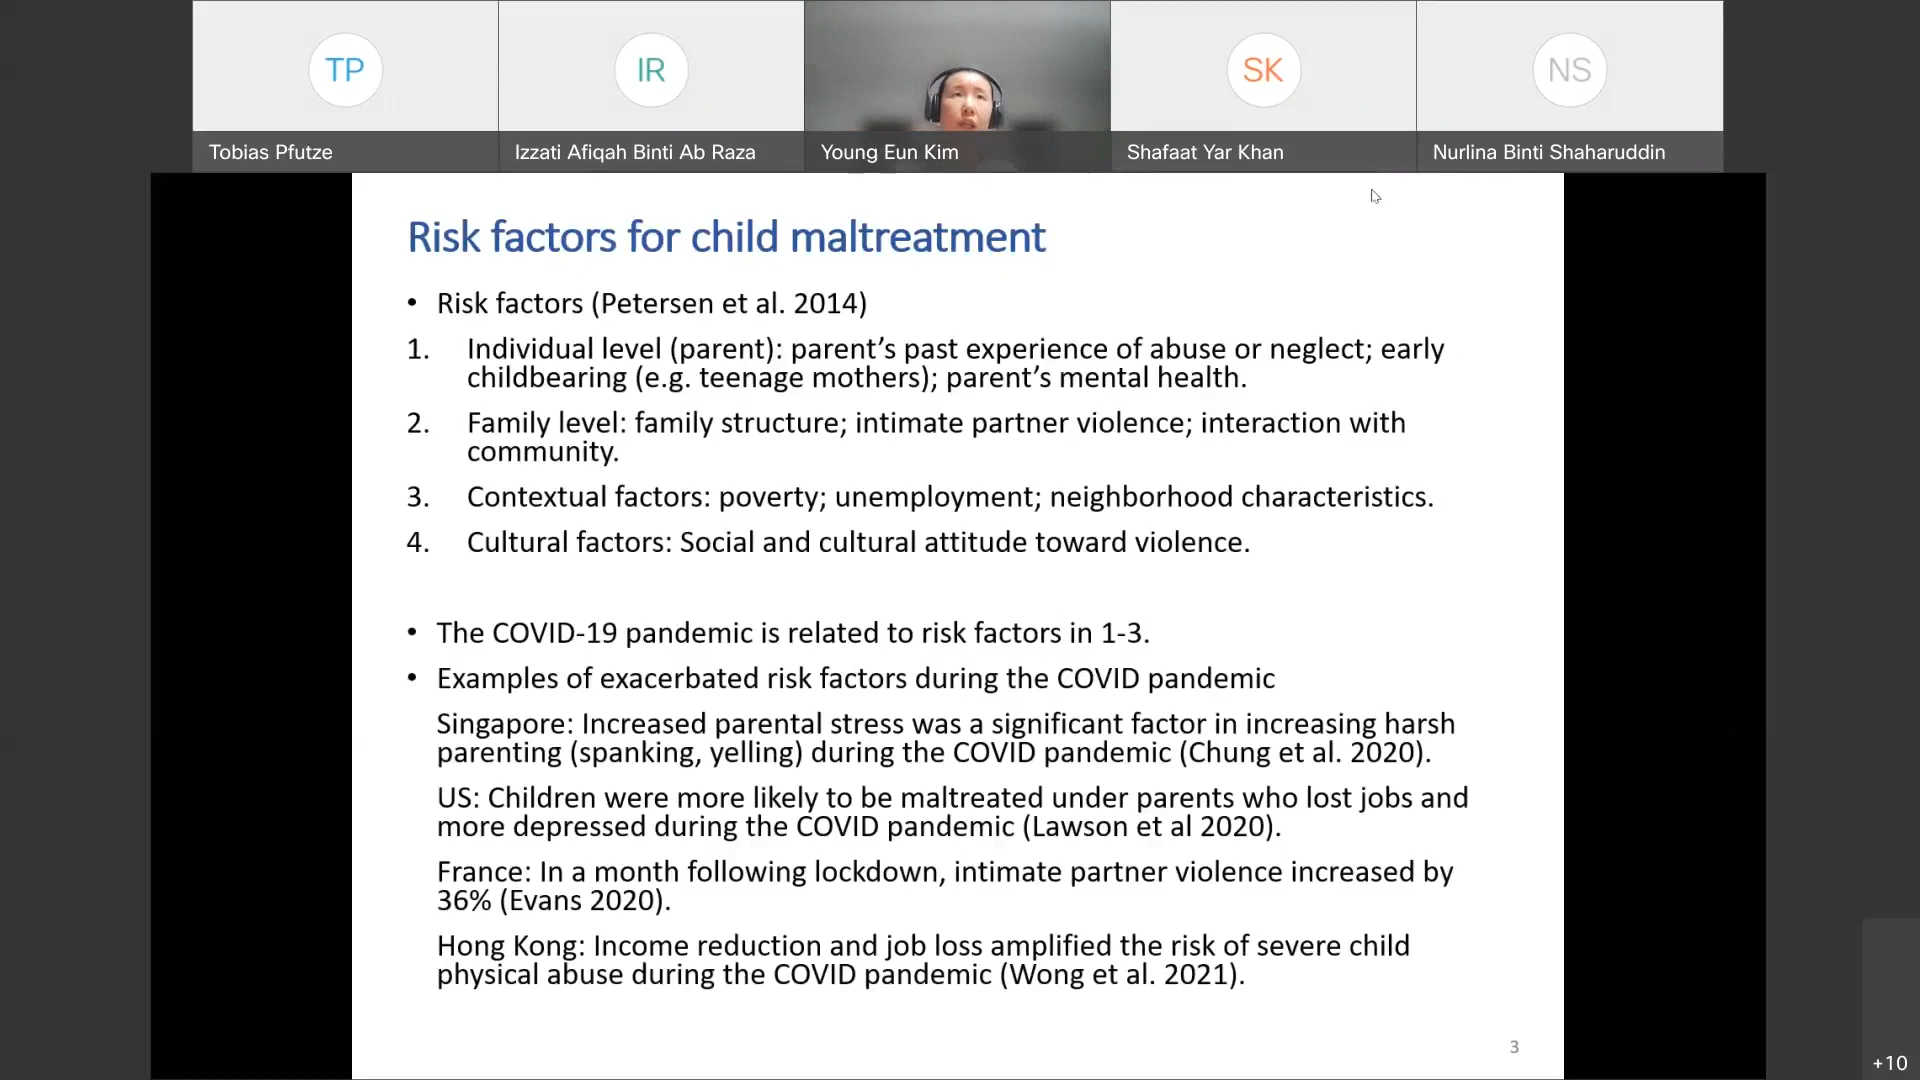 TP
IR
SK
NS
Tobias Pfutze
Izzati Afiqah Binti Ab Raza
Young Eun Kim
Shafaat Yar Khan
Nurlina Binti Shaharuddin
Risk factors for child maltreatment
• Risk factors (Petersen et al. 2014)
1. Individual level (parent): parent’s past experience of abuse or neglect; early
childbearing (e.g. teenage mothers); parent’s mental health.
2. Family level: family structure; intimate partner violence; interaction with
community.
3. Contextual factors: poverty; unemployment; neighborhood characteristics.
4. Cultural factors: Social and cultural attitude toward violence.
• The COVID-19 pandemic is related to risk factors in 1-3.
• Examples of exacerbated risk factors during the COVID pandemic
Singapore: Increased parental stress was a significant factor in increasing harsh
parenting (spanking, yelling) during the COVID pandemic (Chung et al. 2020).
US: Children were more likely to be maltreated under parents who lost jobs and
more depressed during the COVID pandemic (Lawson et al 2020).
France: In a month following lockdown, intimate partner violence increased by
36% (Evans 2020).
Hong Kong: Income reduction and job loss amplified the risk of severe child
physical abuse during the COVID pandemic (Wong et al. 2021).
3
+10